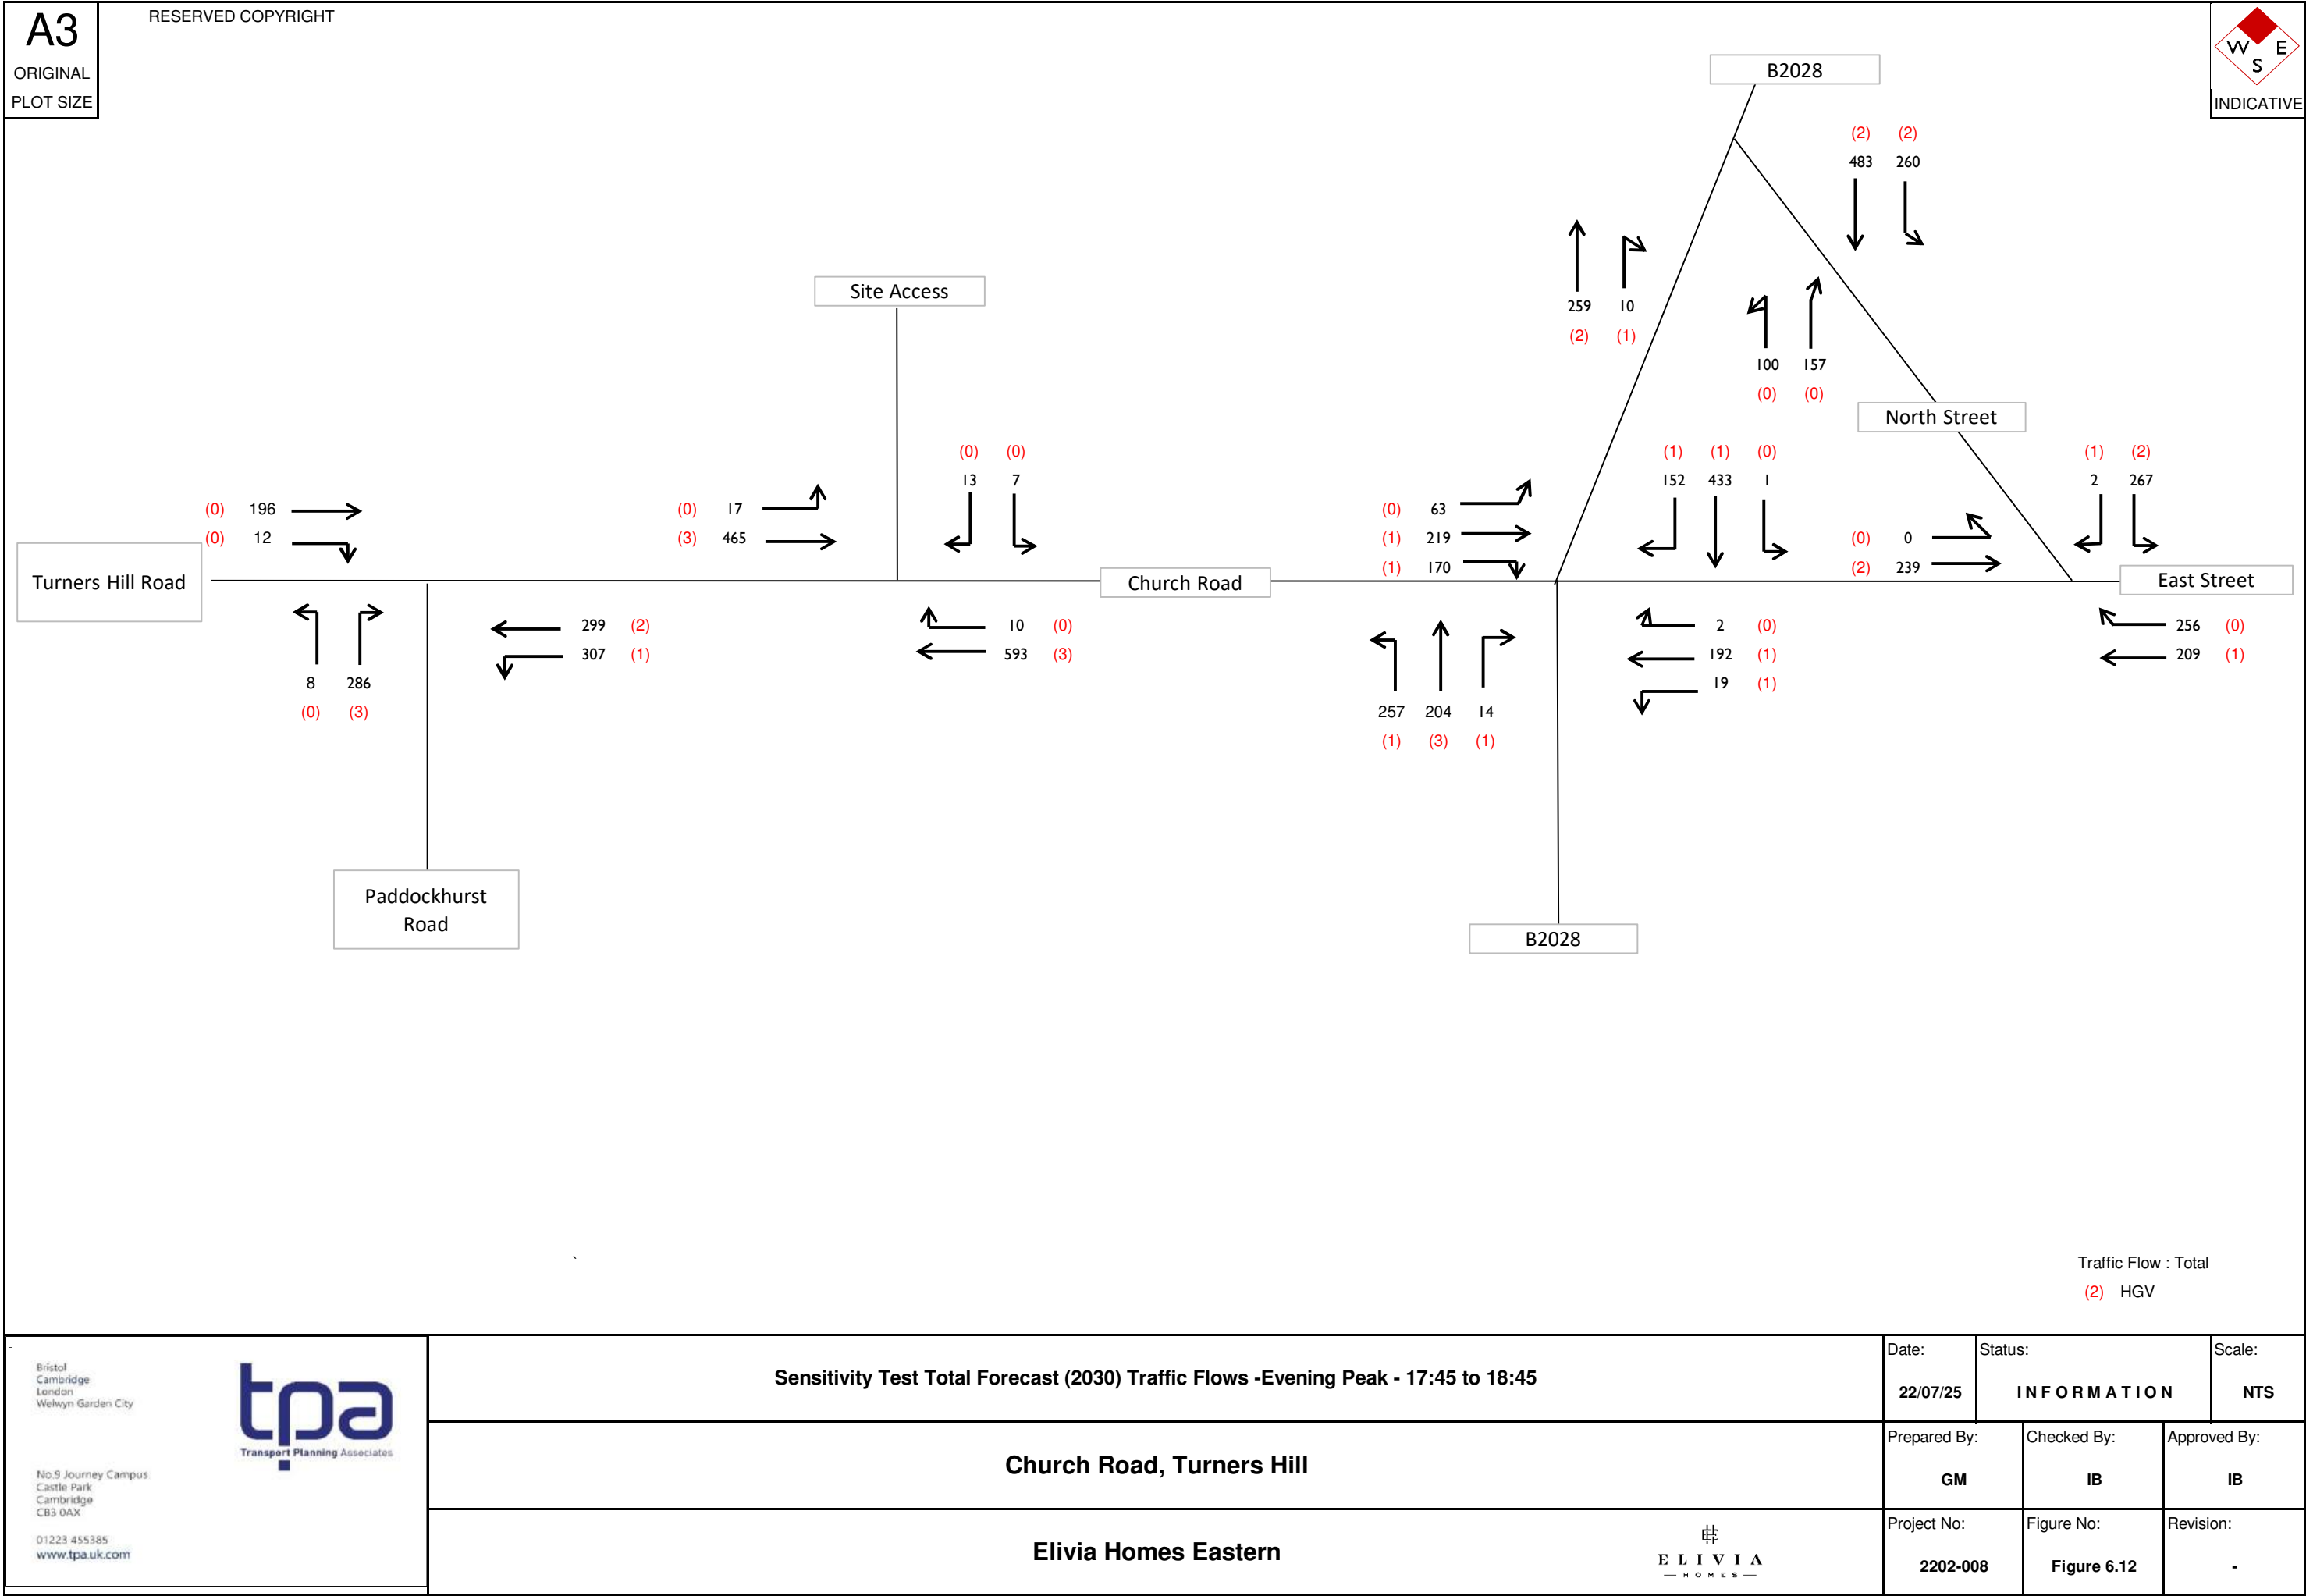 A3
ORIGINAL
PLOT SIZE
RESERVED COPYRIGHT
W E
S
INDICATIVE
B2028
(2) (2)
483 260
259 10
(2) (1)
Site Access
100 157
(0) (0)
North Street
(0) (0)
13 7
(1) (1) (0)
152 433 1
(1) (2)
2 267
(0) 196
(0) 12
(0) 17
(3) 465
(0) 63
(1) 219
(1) 170
(0) 0
(2) 239
Turners Hill Road
Church Road
East Street
299 (2)
307 (1)
10 (0)
593 (3)
2 (0)
192 (1)
19 (1)
256 (0)
209 (1)
8 286
(0) (3)
257 204 14
(1) (3) (1)
Paddockhurst
Road
B2028
Traffic Flow : Total
(2) HGV
Bristol
Cambridge
London
Welwyn Garden City
tpa
Transport Planning Associates
No.9 Journey Campus
Castle Park
Cambridge
CB3 0AX
01223 455385
www.tpa.uk.com
Sensitivity Test Total Forecast (2030) Traffic Flows -Evening Peak - 17:45 to 18:45
Church Road, Turners Hill
Elivia Homes Eastern
ELIVIA
HOMES
Date: Status: Scale:
22/07/25 INFORMATION NTS
Prepared By: Checked By: Approved By:
GM IB IB
Project No: Figure No: Revision:
2202-008 Figure 6.12 -